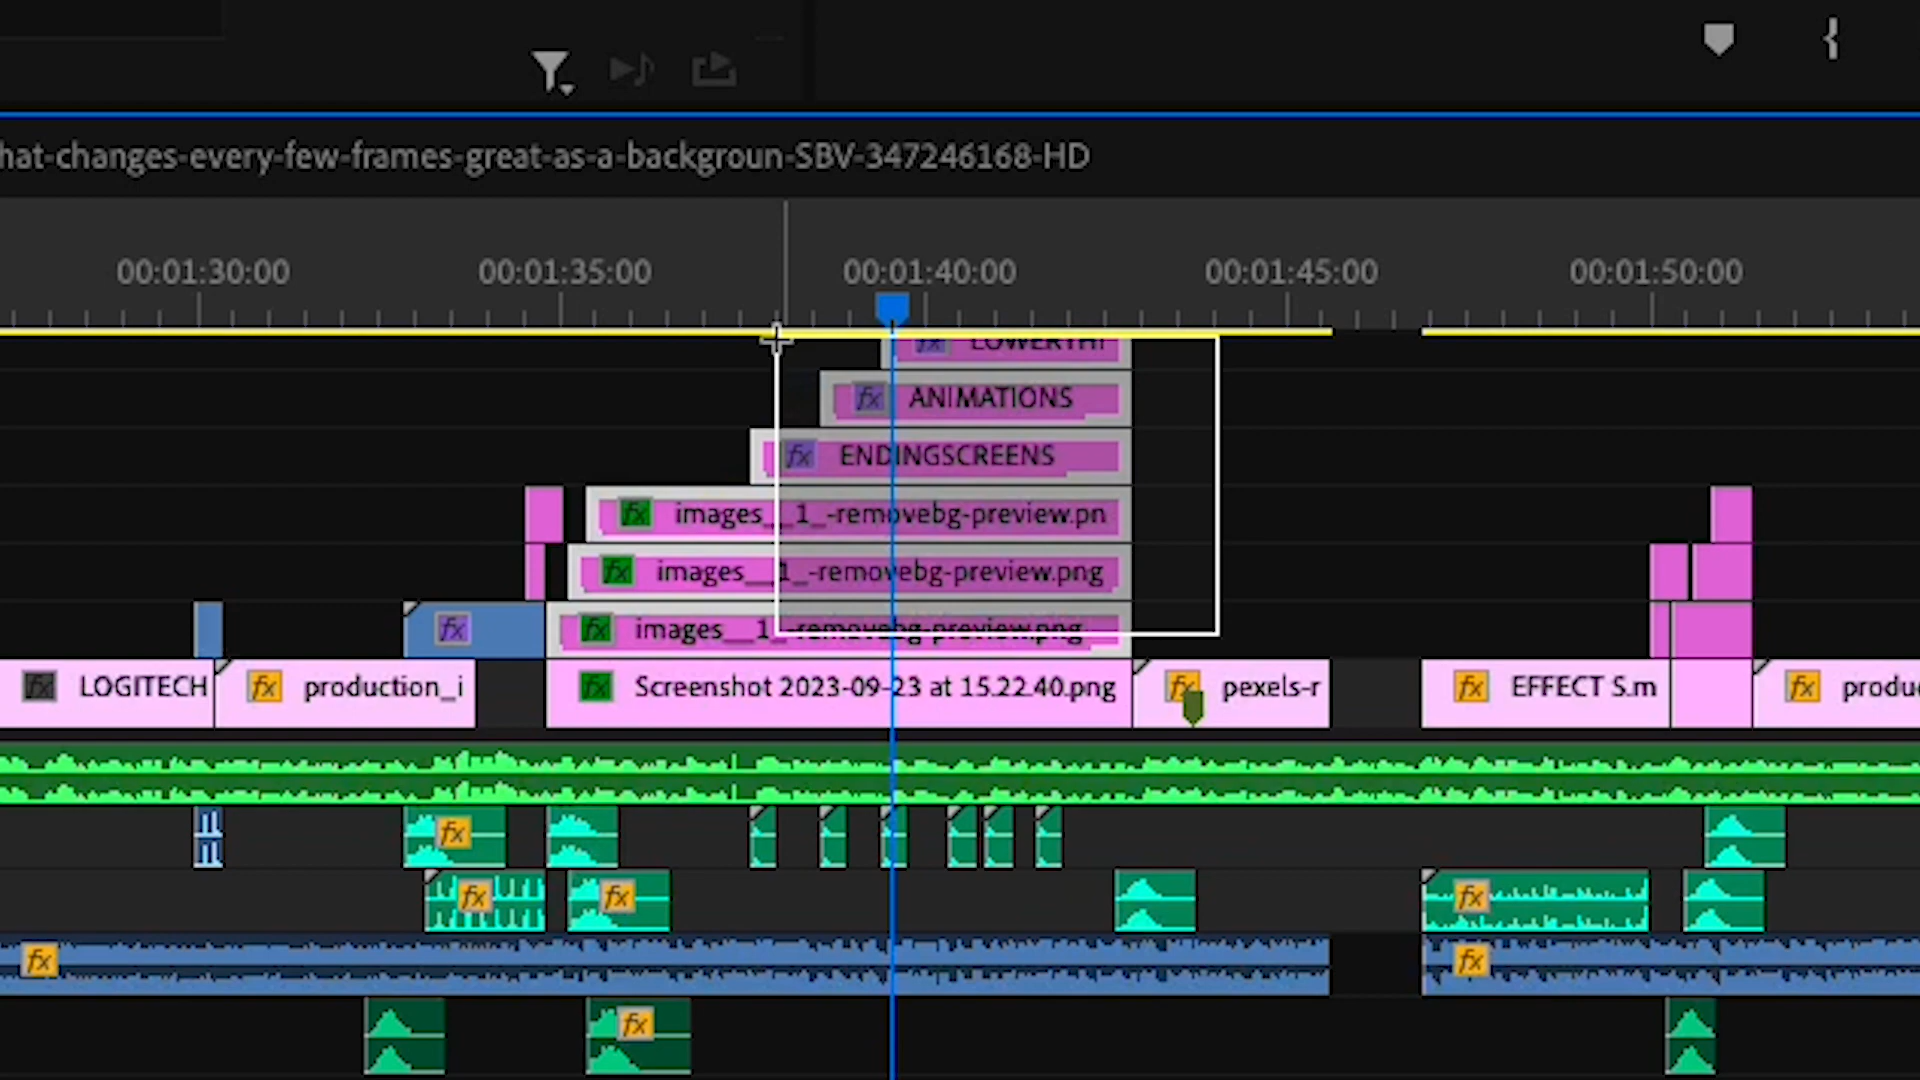 hat-changes-every-few-frames-great-as-a-backgroun-SBV-347246168-HD
00:01:30:00 00:01:35:00 00:01:40:00 00:01:45:00 00:01:50:00
fx LOWERTHI
fx ANIMATIONS
fx ENDINGSCREENS
fx images__1_-removebg-preview.pn
fx images__1_-removebg-preview.png
fx fx images__1_-removebg-preview.png
fx LOGITECH fx production_i fx Screenshot 2023-09-23 at 15.22.40.png fx pexels-r fx EFFECT S.m fx produ
fx
fx fx fx
fx fx
fx